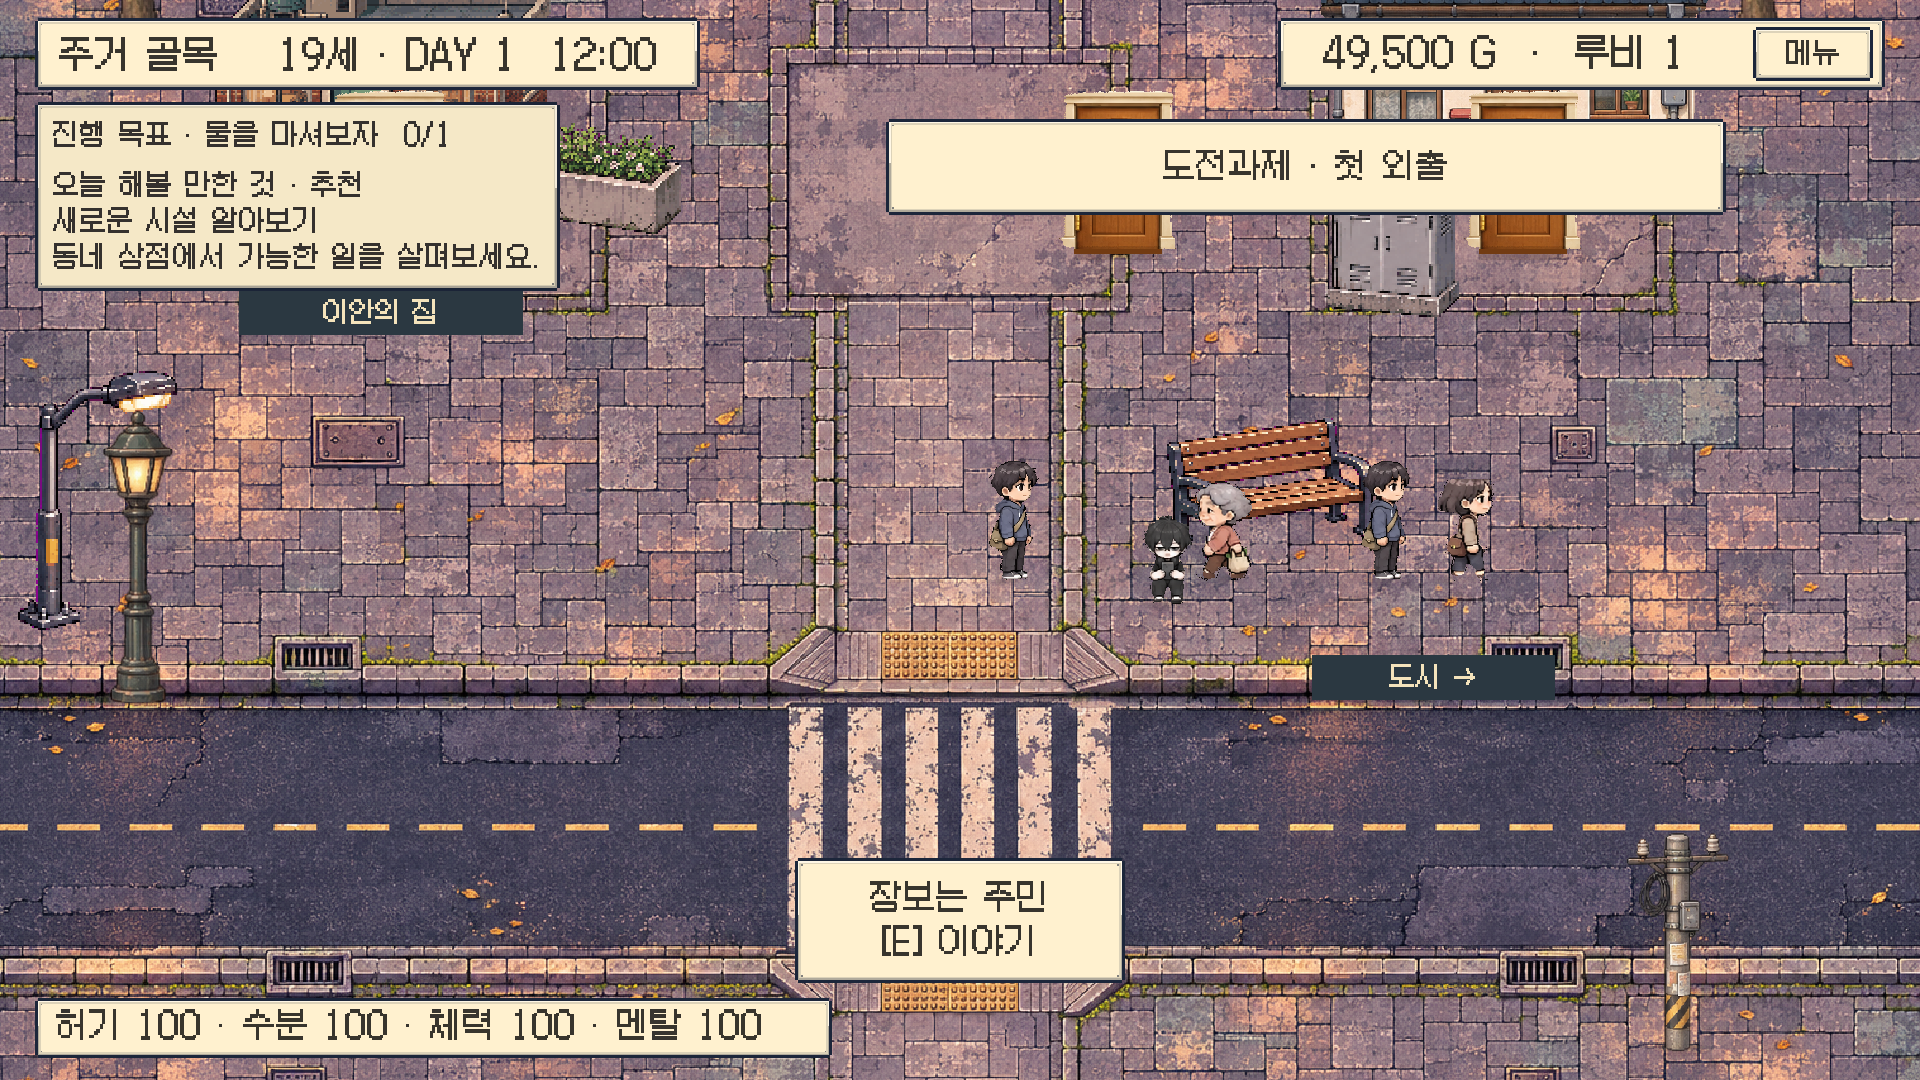 주거 골목 19세 · DAY 1 12:00
49,500 G · 루비 1
메뉴
진행 목표 · 물을 마셔보자 0/1
오늘 해볼 만한 것 · 추천
새로운 시설 알아보기
동네 상점에서 가능한 일을 살펴보세요.
도전과제 · 첫 외출
이안의 집
도시 →
장보는 주민
[E] 이야기
허기 100 · 수분 100 · 체력 100 · 멘탈 100